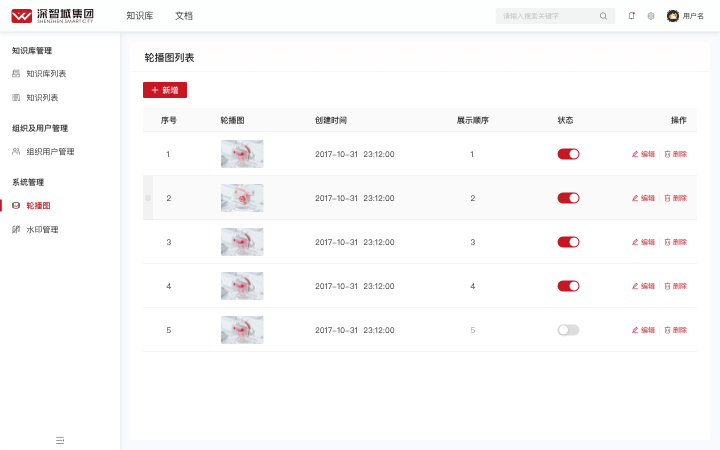 深智城集团
SHENZHEN SMART CITY
知识库 文档
请输入搜索关键字
用户名
知识库管理
知识库列表
知识列表
组织及用户管理
组织用户管理
系统管理
轮播图
水印管理
轮播图列表
+ 新增
序号 轮播图 创建时间 展示顺序 状态 操作
1 2017-10-31 23:12:00 1 编辑 删除
2 2017-10-31 23:12:00 2 编辑 删除
3 2017-10-31 23:12:00 3 编辑 删除
4 2017-10-31 23:12:00 4 编辑 删除
5 2017-10-31 23:12:00 5 编辑 删除